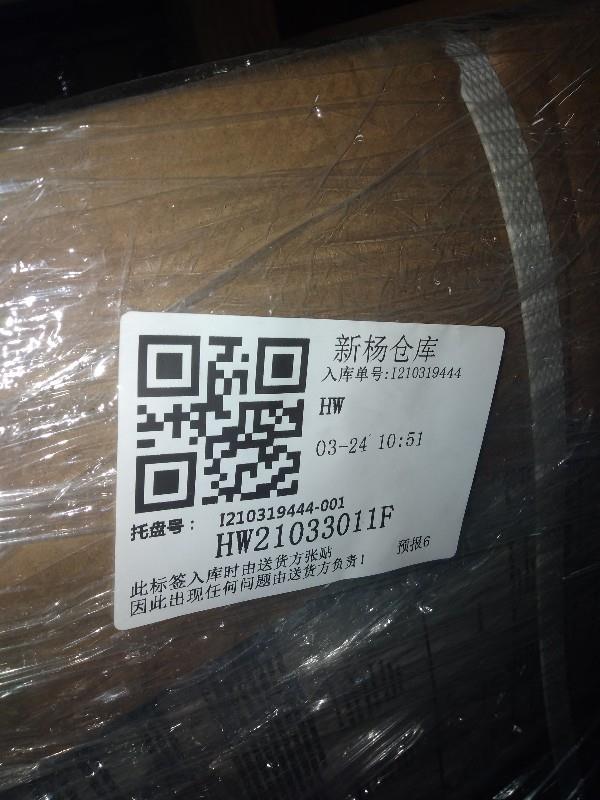 新杨仓库
入库单号:I210319444
HW
03-24 10:51
托盘号: I210319444-001
HW21033011F
预报6
此标签入库时由送货方张贴
因此出现任何问题由送货方负责!